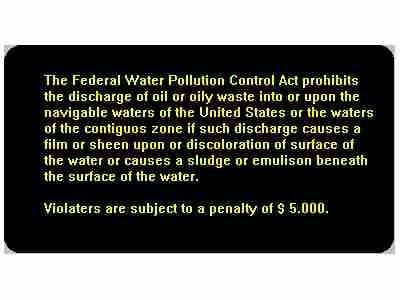 The Federal Water Pollution Control Act prohibits
the discharge of oil or oily waste into or upon the
navigable waters of the United States or the waters
of the contiguos zone if such discharge causes a
film or sheen upon or discoloration of surface of
the water or causes a sludge or emulison beneath
the surface of the water.
Violaters are subject to a penalty of $ 5.000.